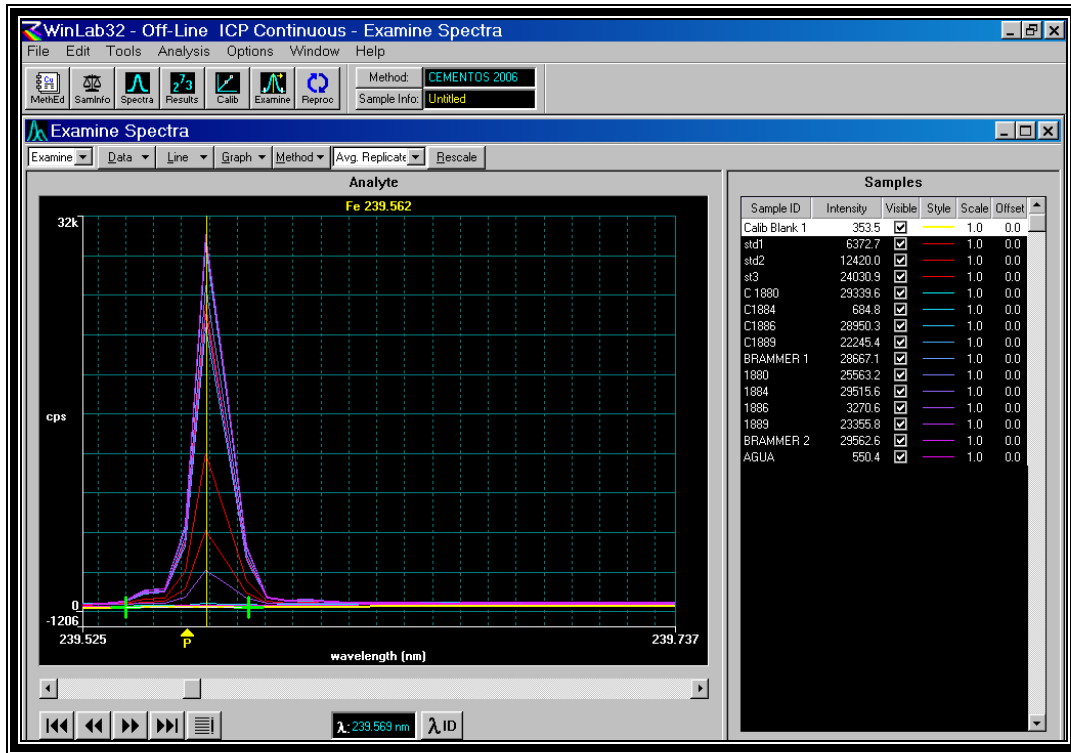 WinLab32 - Off-Line ICP Continuous - Examine Spectra
File Edit Tools Analysis Options Window Help
MethEd SamInfo Spectra Results Calib Examine Reproc
Method: CEMENTOS 2006
Sample Info: Untitled
Examine Spectra
Examine Data Line Graph Method Avg. Replicate Rescale
Analyte
Fe 239.562
32k
cps
0
-1206
239.525
P
239.737
wavelength (nm)
λ: 239.569 nm λ ID
Samples
Sample ID Intensity Visible Style Scale Offset
Calib Blank 1 353.5 1.0 0.0
std1 6372.7 1.0 0.0
std2 12420.0 1.0 0.0
st3 24030.9 1.0 0.0
C 1880 29339.6 1.0 0.0
C1884 684.8 1.0 0.0
C1886 28950.3 1.0 0.0
C1889 22245.4 1.0 0.0
BRAMMER 1 28667.1 1.0 0.0
1880 25563.2 1.0 0.0
1884 29515.6 1.0 0.0
1886 3270.6 1.0 0.0
1889 23355.8 1.0 0.0
BRAMMER 2 29562.6 1.0 0.0
AGUA 550.4 1.0 0.0